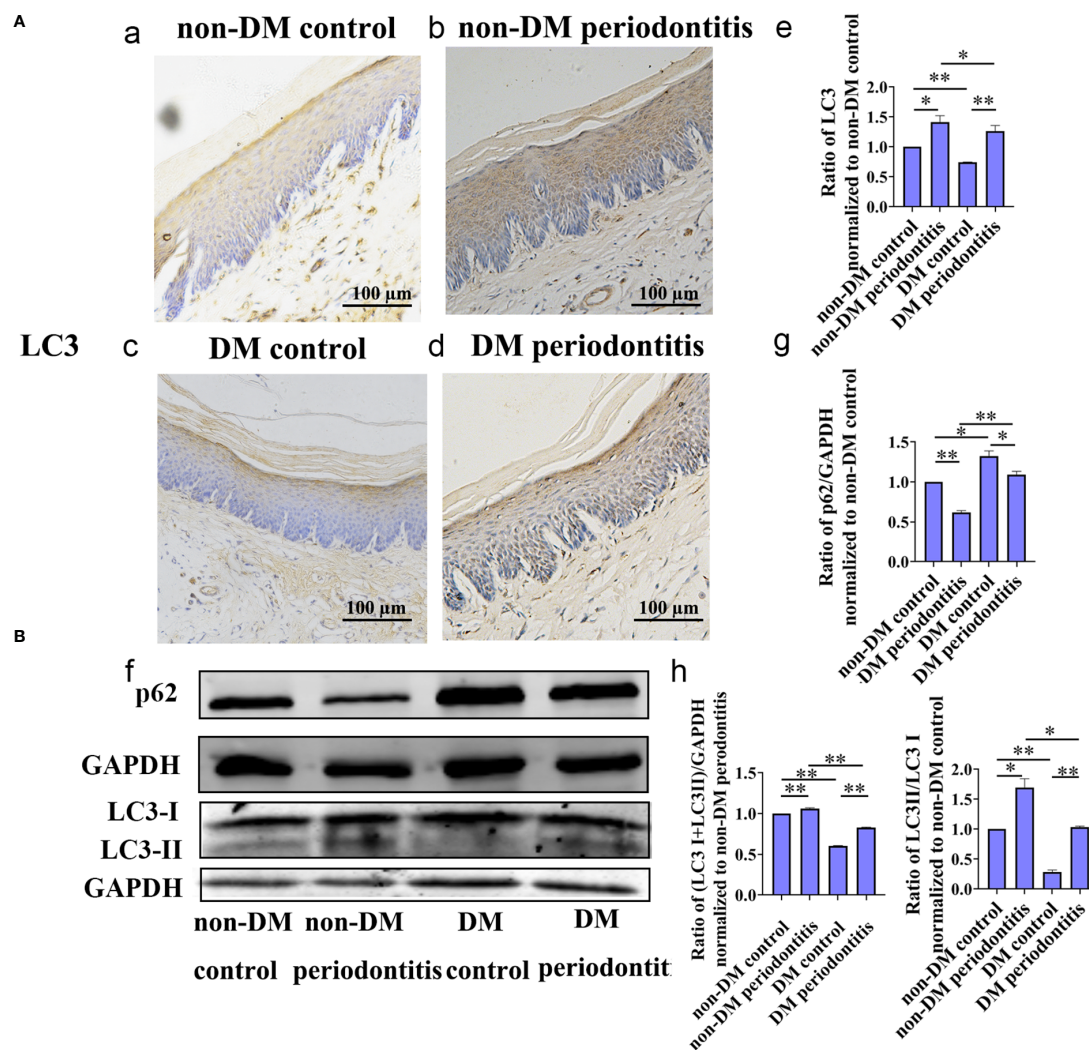 A
a non-DM control
b non-DM periodontitis
100 µm
100 µm
LC3
c DM control
d DM periodontitis
100 µm
100 µm
e
Ratio of LC3
normalized to non-DM control
2.0
1.5
1.0
0.5
0.0
*
**
* **
non-DM control
non-DM periodontitis
DM control
DM periodontitis
g
Ratio of p62/GAPDH
normalized to non-DM control
1.5
1.0
0.5
0.0
**
*
** *
non-DM control
.DM periodontitis
DM control
DM periodontitis
B
f
p62
GAPDH
LC3-I
LC3-II
GAPDH
non-DM non-DM DM DM
control periodontitis control periodontit
h
Ratio of (LC3 I+LC3II)/GAPDH
normalized to non-DM perodontitis
1.5
1.0
0.5
0.0
**
**
** **
non-DM control
non-DM periodontitis
DM control
DM periodontitis
Ratio of LC3II/LC3 I
normalized to non-DM control
2.0
1.5
1.0
0.5
0.0
*
**
* **
non-DM control
non-DM periodontitis
DM control
DM periodontitis